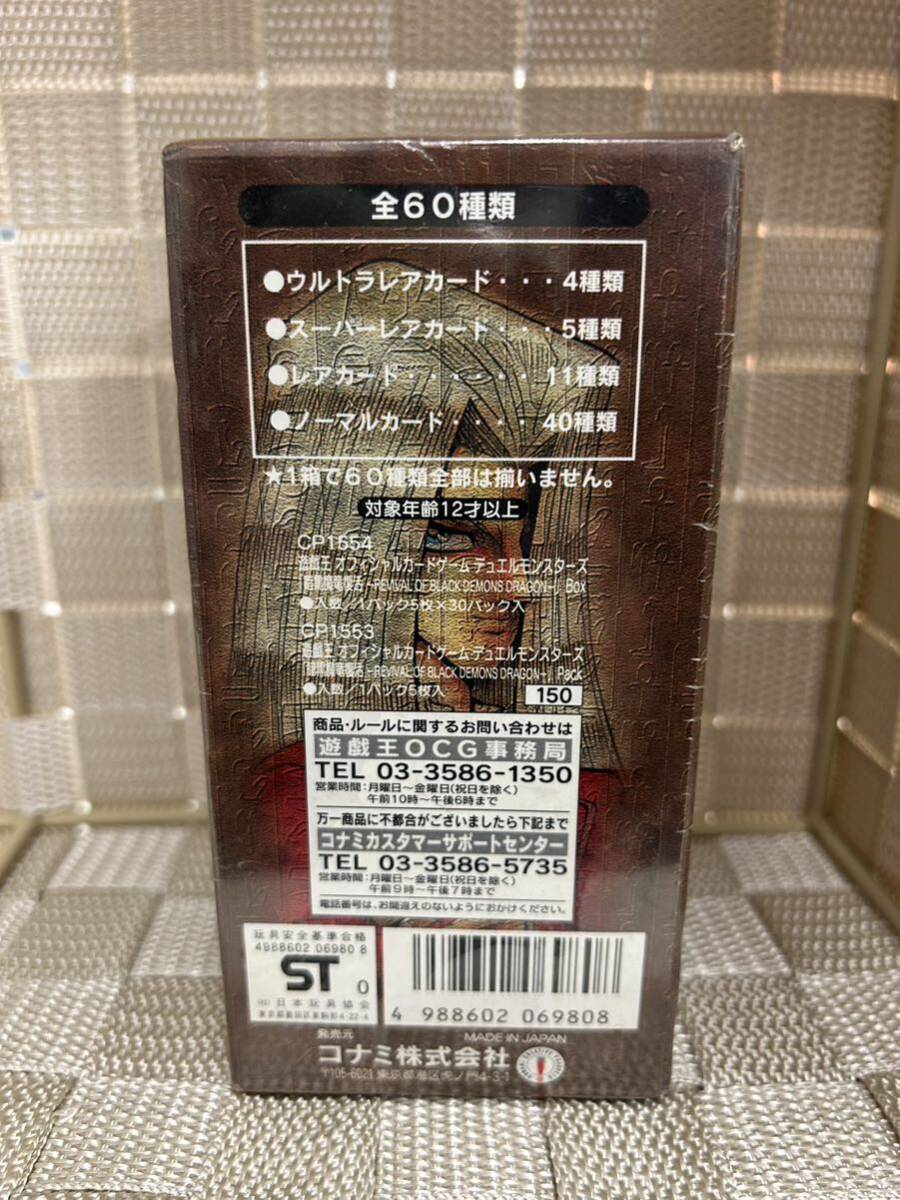 全60種類
●ウルトラレアカード・・・4種類
●スーパーレアカード・・・5種類
●レアカード・・・・・・11種類
●ノーマルカード・・・・40種類
★1箱で60種類全部は揃いません。
対象年齢12才以上
CP1554
遊戯王 オフィシャルカードゲーム デュエルモンスターズ
-REVIVAL OF BLACK DEMONS DRAGON-」Box
●入数/1パック5枚×30パック入
CP1553
遊戯王 オフィシャルカードゲーム デュエルモンスターズ
-REVIVAL OF BLACK DEMONS DRAGON-」Pack
●入数/1パック5枚入
150
商品・ルールに関するお問い合わせは
遊戯王OCG事務局
TEL 03-3586-1350
営業時間:月曜日～金曜日(祝日を除く)
午前10時～午後6時まで
万一商品に不都合がございましたら下記まで
コナミカスタマーサポートセンター
TEL 03-3586-5735
営業時間:月曜日～金曜日(祝日を除く)
午前9時～午後7時まで
電話番号は、お間違えのないようにおかけください。
玩具安全基準合格
4988602 06980 8
ST 0
㈳日本玩具協会
4 988602 069808
発売元
MADE IN JAPAN
コナミ株式会社
〒105-6021 東京都港区虎ノ門4-3-1